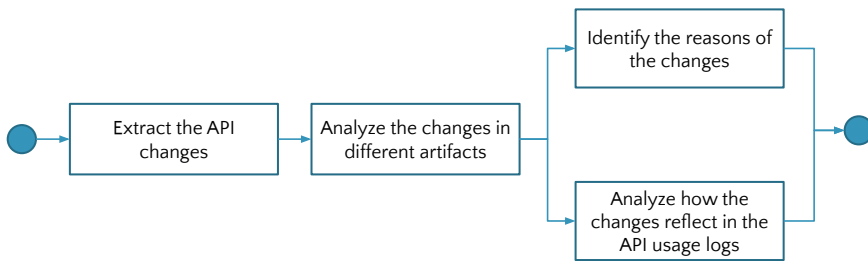 Extract the API
changes
Analyze the changes in
different artifacts
Identify the reasons of
the changes
Analyze how the
changes reflect in the
API usage logs